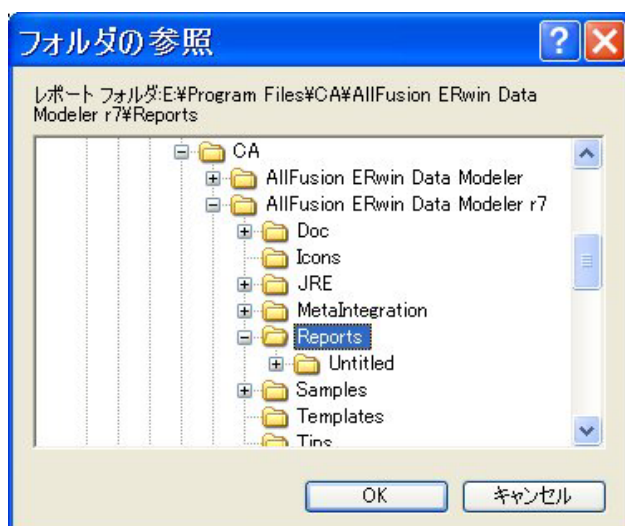 フォルダの参照
レポート フォルダ:E:¥Program Files¥CA¥AllFusion ERwin Data
Modeler r7¥Reports
CA
AllFusion ERwin Data Modeler
AllFusion ERwin Data Modeler r7
Doc
Icons
JRE
MetaIntegration
Reports
Untitled
Samples
Templates
Tips
OK
キャンセル